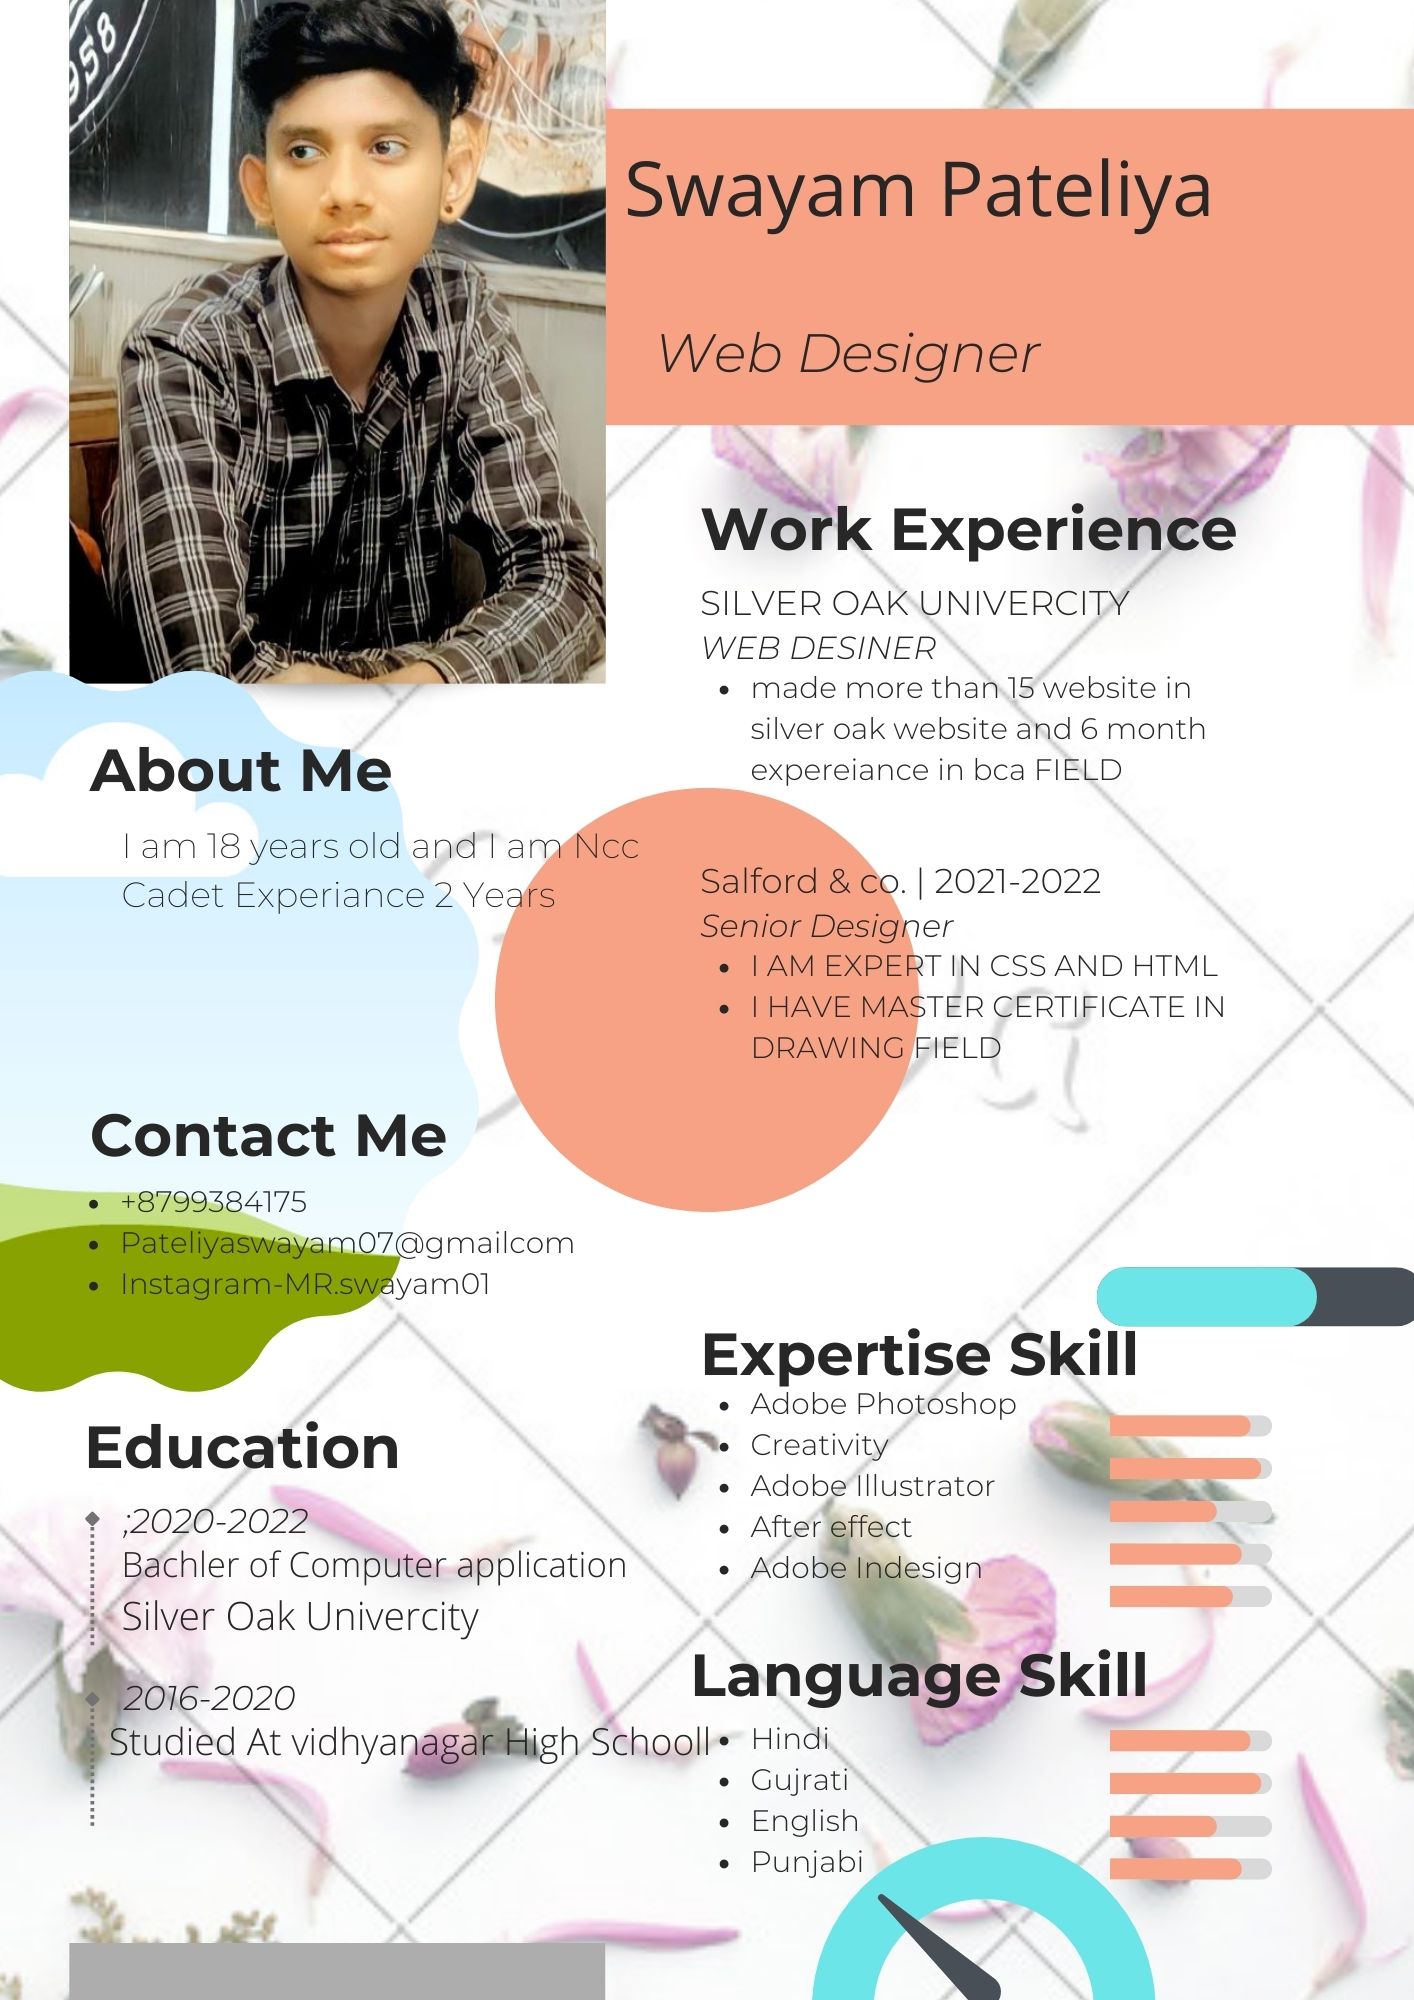 958
Swayam Pateliya
Web Designer
Work Experience
SILVER OAK UNIVERCITY
WEB DESINER
• made more than 15 website in
silver oak website and 6 month
expereiance in bca FIELD
Salford & co. | 2021-2022
Senior Designer
• I AM EXPERT IN CSS AND HTML
• I HAVE MASTER CERTIFICATE IN
DRAWING FIELD
About Me
I am 18 years old and I am Ncc
Cadet Experiance 2 Years
Contact Me
• +8799384175
• Pateliyaswayam07@gmailcom
• Instagram-MR.swayam01
Education
;2020-2022
Bachler of Computer application
Silver Oak Univercity
2016-2020
Studied At vidhyanagar High Schooll
Expertise Skill
• Adobe Photoshop
• Creativity
• Adobe Illustrator
• After effect
• Adobe Indesign
Language Skill
• Hindi
• Gujrati
• English
• Punjabi